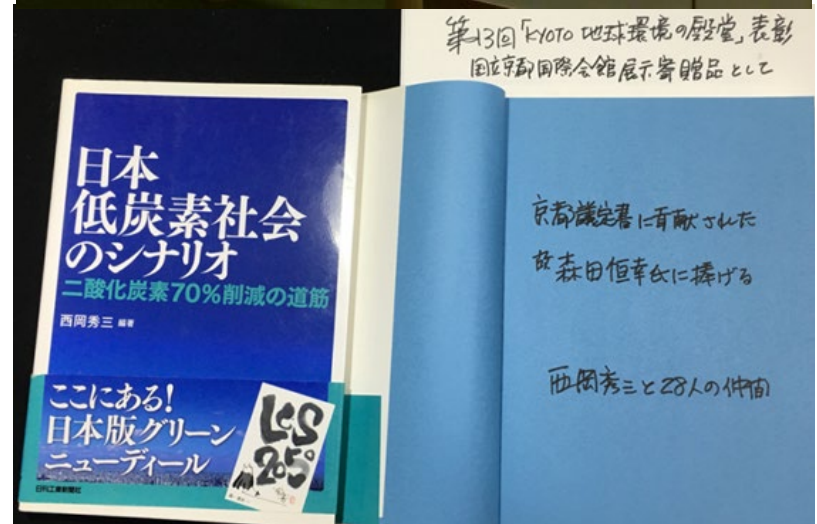 日本
低炭素社会
のシナリオ
二酸化炭素70%削減の道筋
西岡秀三 編著
ここにある!
日本版グリーン
ニューディール
LCS
2050
日刊工業新聞社
第13回「KYOTO 地球環境の殿堂」表彰
国立京都国際会館展示寄贈品として
京都議定書に貢献された
故 森田恒幸氏に捧げる
西岡秀三と28人の仲間